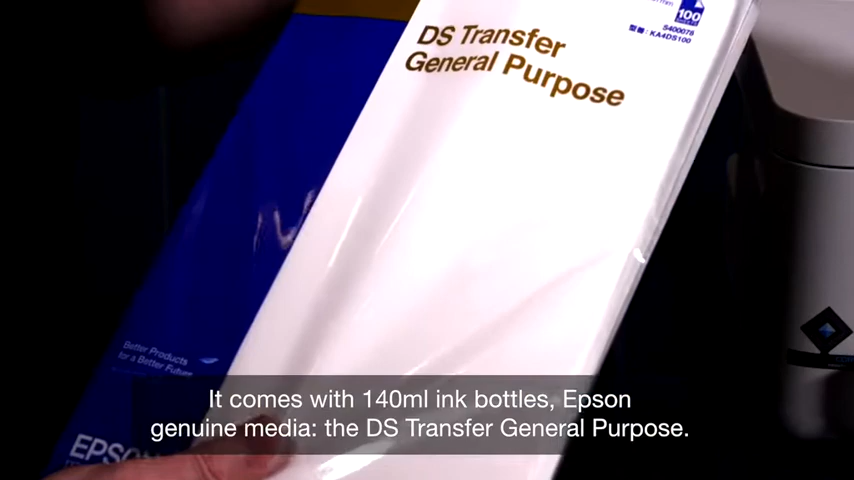 100
5400076
KA4DS100
DS Transfer
General Purpose
Better Products
for a Better Future
EPSON
It comes with 140ml ink bottles, Epson
genuine media: the DS Transfer General Purpose.